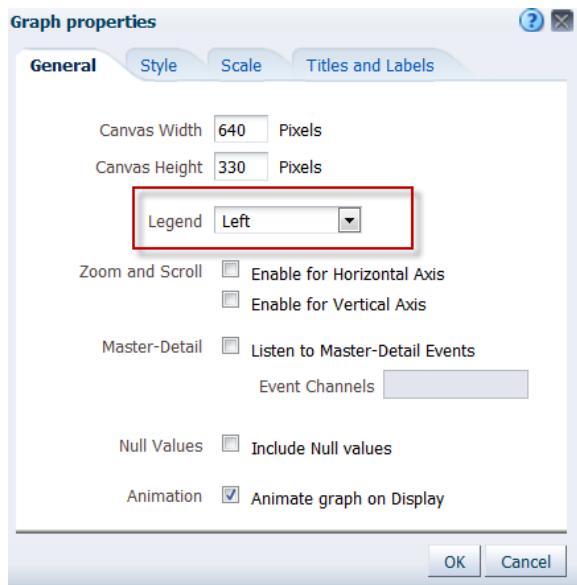 Graph properties ?
General Style Scale Titles and Labels
Canvas Width 640 Pixels
Canvas Height 330 Pixels
Legend Left
Zoom and Scroll Enable for Horizontal Axis
Enable for Vertical Axis
Master-Detail Listen to Master-Detail Events
Event Channels
Null Values Include Null values
Animation Animate graph on Display
OK Cancel